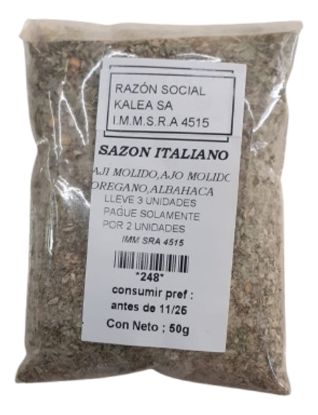 RAZÓN SOCIAL
KALEA SA
I.M.M.S.R.A 4515
SAZON ITALIANO
AJI MOLIDO,AJO MOLIDO
OREGANO,ALBAHACA
LLEVE 3 UNIDADES
PAGUE SOLAMENTE
POR 2 UNIDADES
IMM SRA 4515
*248*
consumir pref :
antes de 11/25
Con Neto ; 50g